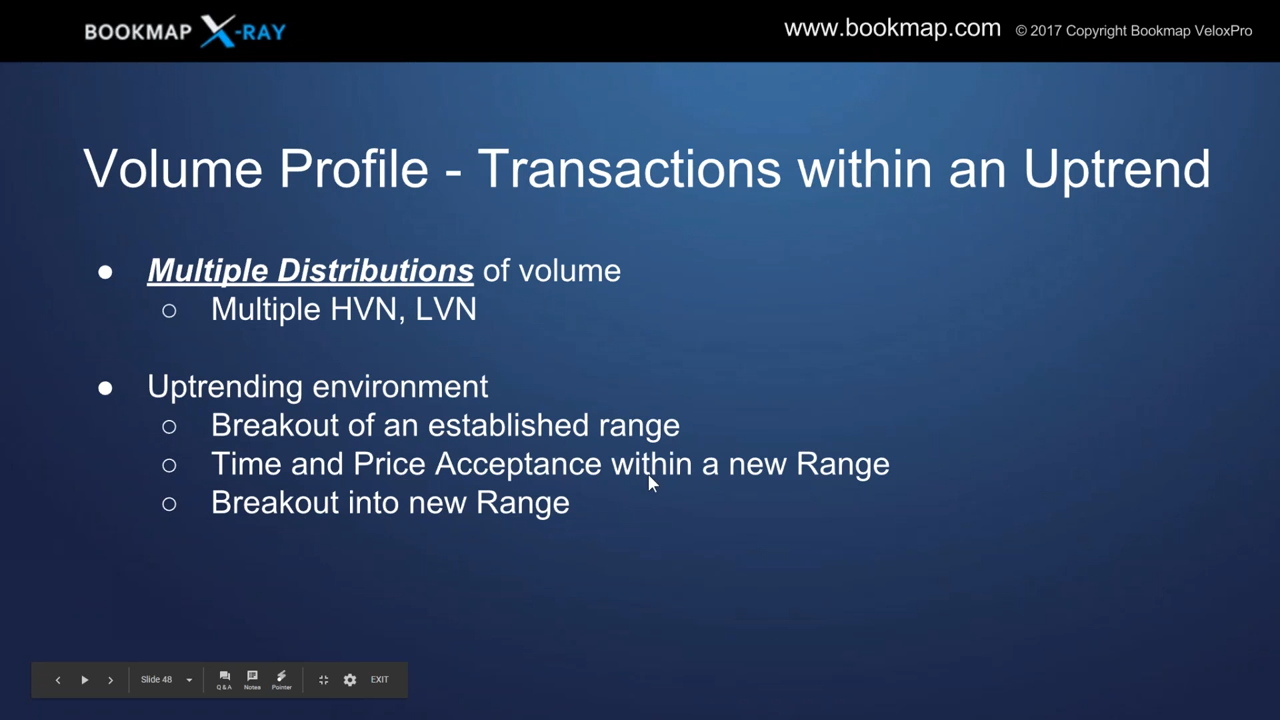 BOOKMAP X-RAY
www.bookmap.com © 2017 Copyright Bookmap VeloxPro
Volume Profile - Transactions within an Uptrend
● Multiple Distributions of volume
○ Multiple HVN, LVN
● Uptrending environment
○ Breakout of an established range
○ Time and Price Acceptance within a new Range
○ Breakout into new Range
Slide 48 Q&A Notes Pointer EXIT